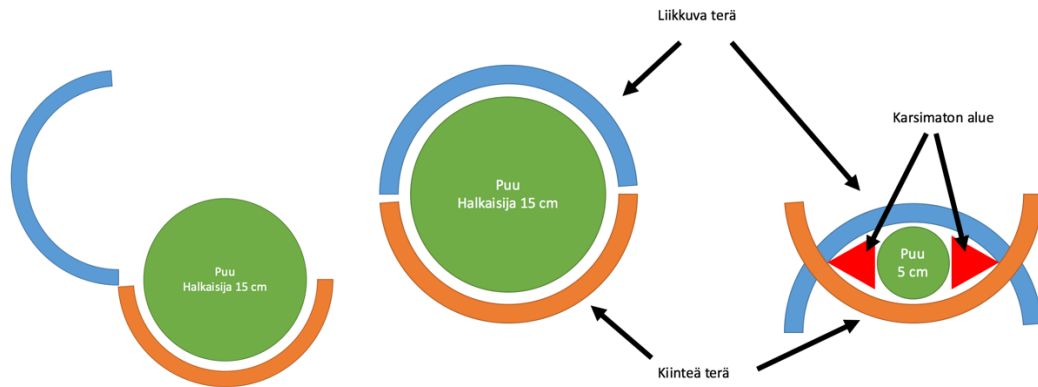 Liikkuva terä
Karsimaton alue
Puu
Halkaisija 15 cm
Puu
Halkaisija 15 cm
Puu
5 cm
Kiinteä terä